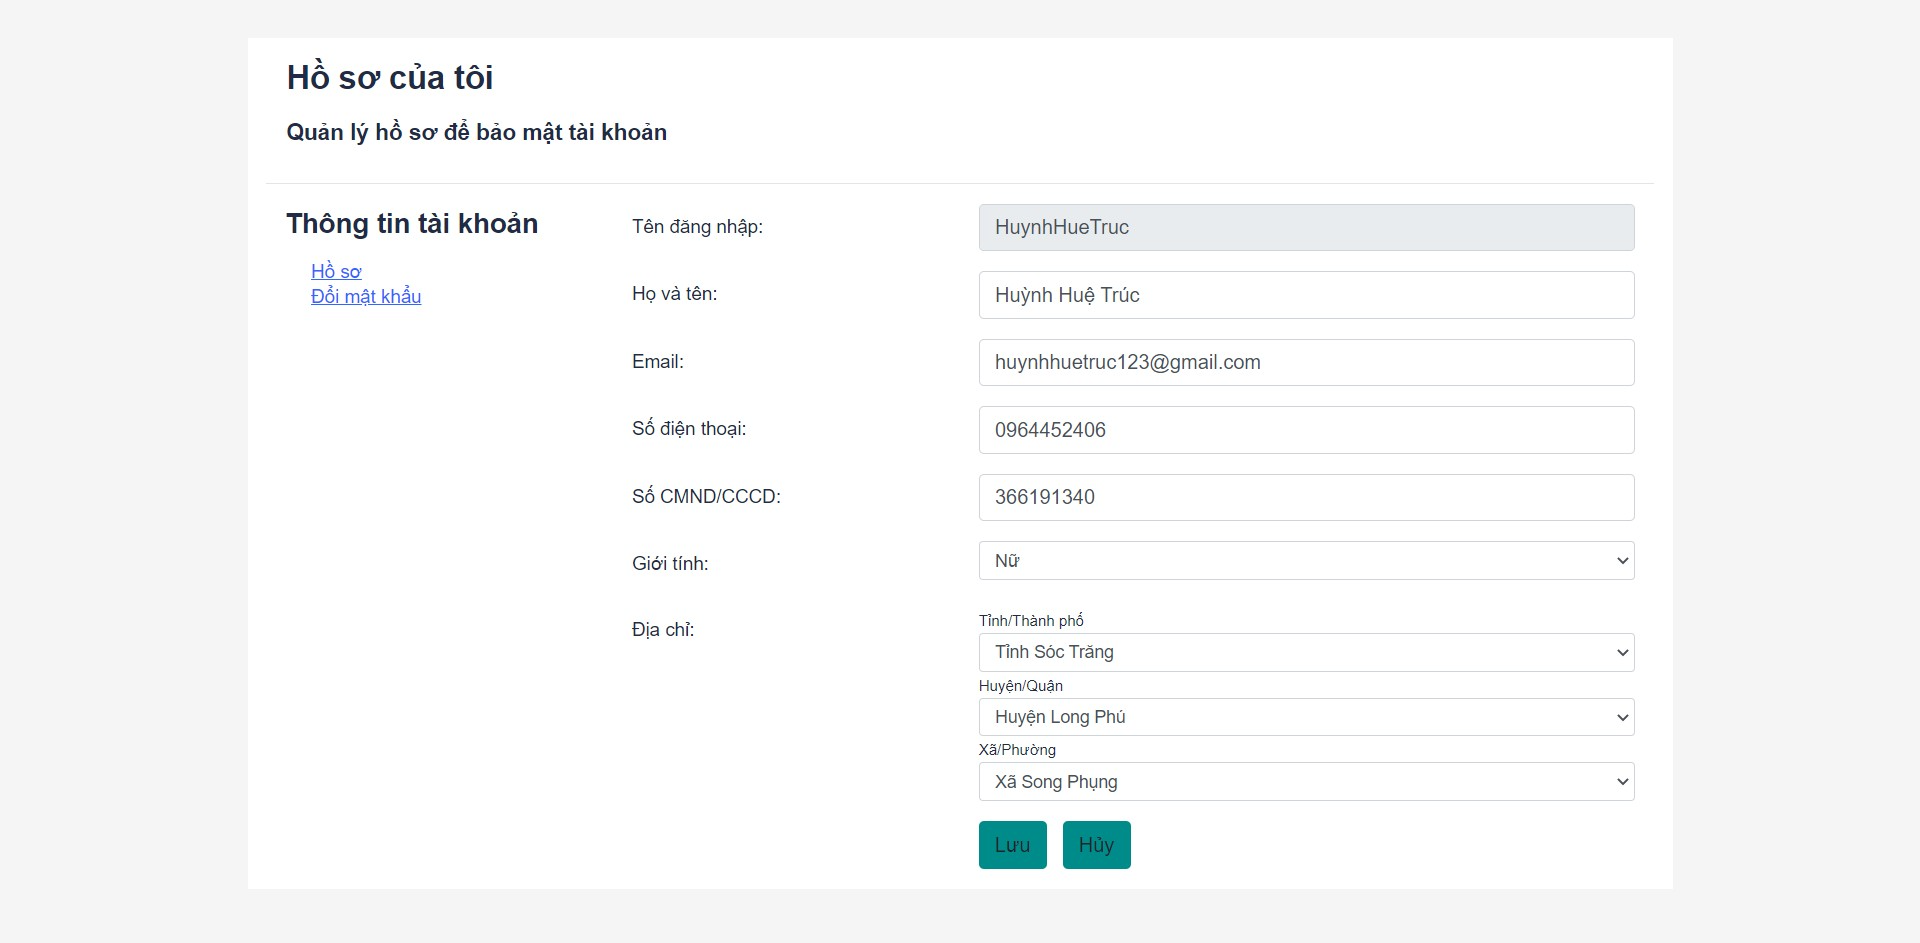 Hồ sơ của tôi
Quản lý hồ sơ để bảo mật tài khoản
Thông tin tài khoản
Hồ sơ
Đổi mật khẩu
Tên đăng nhập: HuynhHueTruc
Họ và tên: Huỳnh Huệ Trúc
Email: huynhhuetruc123@gmail.com
Số điện thoại: 0964452406
Số CMND/CCCD: 366191340
Giới tính: Nữ
Địa chỉ:
Tỉnh/Thành phố
Tỉnh Sóc Trăng
Huyện/Quận
Huyện Long Phú
Xã/Phường
Xã Song Phụng
Lưu Hủy